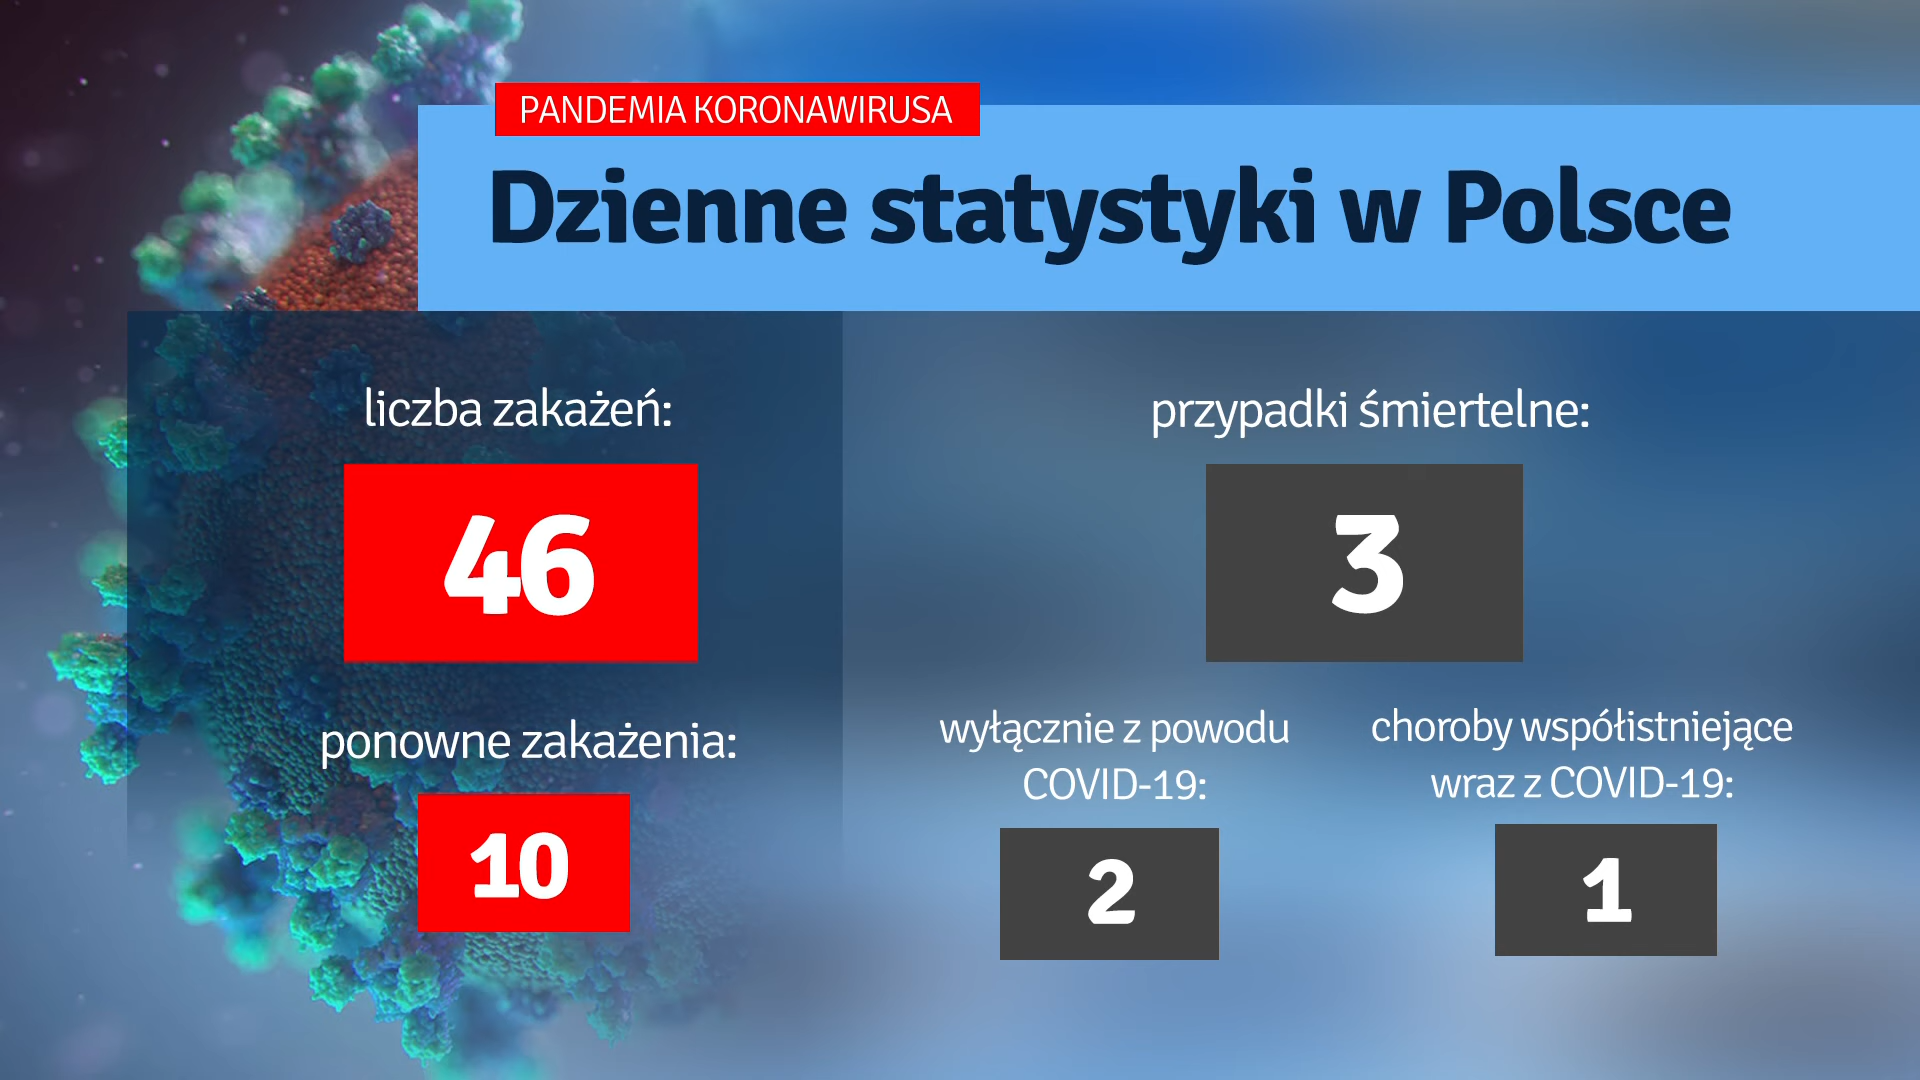 PANDEMIA KORONAWIRUSA
Dzienne statystyki w Polsce
liczba zakażeń:
46
ponowne zakażenia:
10
przypadki śmiertelne:
3
wyłącznie z powodu
COVID-19:
2
choroby współistniejące
wraz z COVID-19:
1